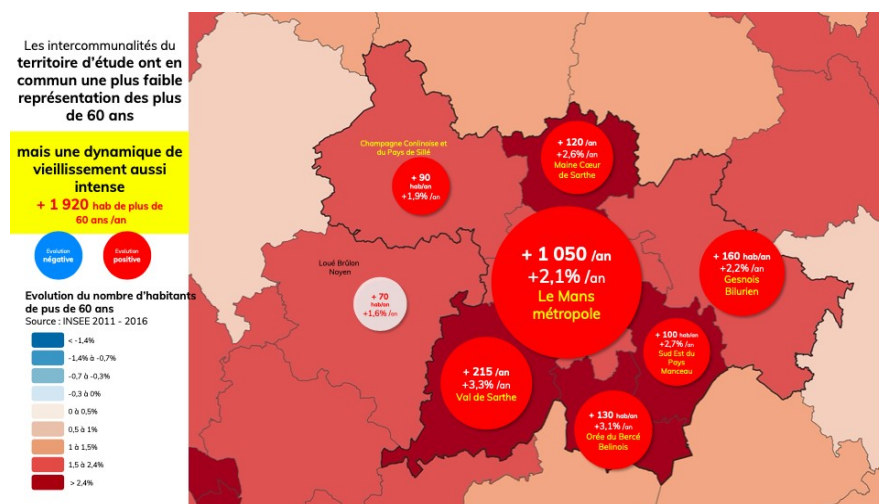 Les intercommunalités du
territoire d'étude ont en
commun une plus faible
représentation des plus
de 60 ans
mais une dynamique de
vieillissement aussi
intense
+ 1 920 hab de plus de
60 ans /an
Evolution
négative
Evolution
positive
Evolution du nombre d'habitants
de pus de 60 ans
Source : INSEE 2011 - 2016
< -1,4%
-1,4% à -0,7%
-0,7 à -0,3%
-0,3 à 0%
0 à 0,5%
0,5 à 1%
1 à 1,5%
1,5 à 2,4%
> 2,4%
Champagne Conlinoise et
du Pays de Sillé
+ 90
hab/an
+1,9% /an
+ 120 /an
+2,6% /an
Maine Cœur
de Sarthe
+ 1 050 /an
+2,1% /an
Le Mans
métropole
+ 160 hab/an
+2,2% /an
Gesnois
Bilurien
Loué Brûlon
Noyen
+ 70
hab/an
+1,6% /an
+ 100 hab/an
+2,7% /an
Sud Est du
Pays
Manceau
+ 215 /an
+3,3% /an
Val de Sarthe
+ 130 hab/an
+3,1% /an
Orée du Bercé
Belinois